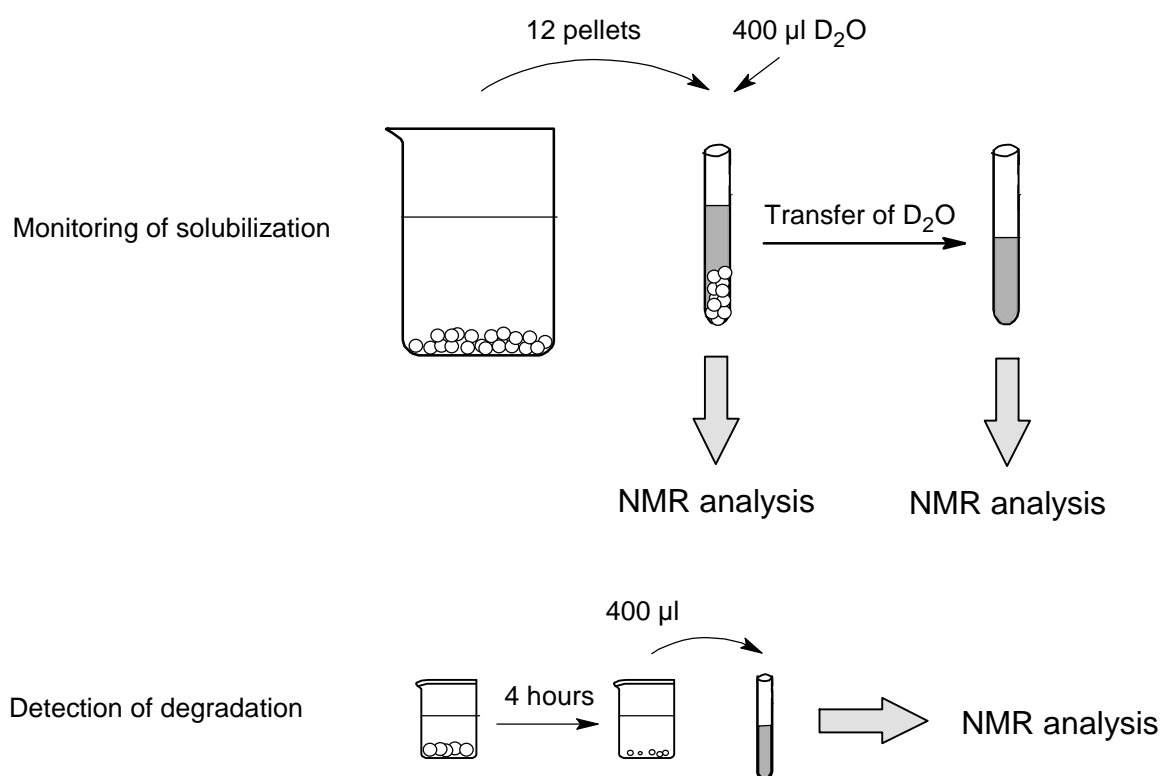 12 pellets
400 µl D2O
Monitoring of solubilization
Transfer of D2O
NMR analysis
NMR analysis
400 µl
Detection of degradation
4 hours
NMR analysis